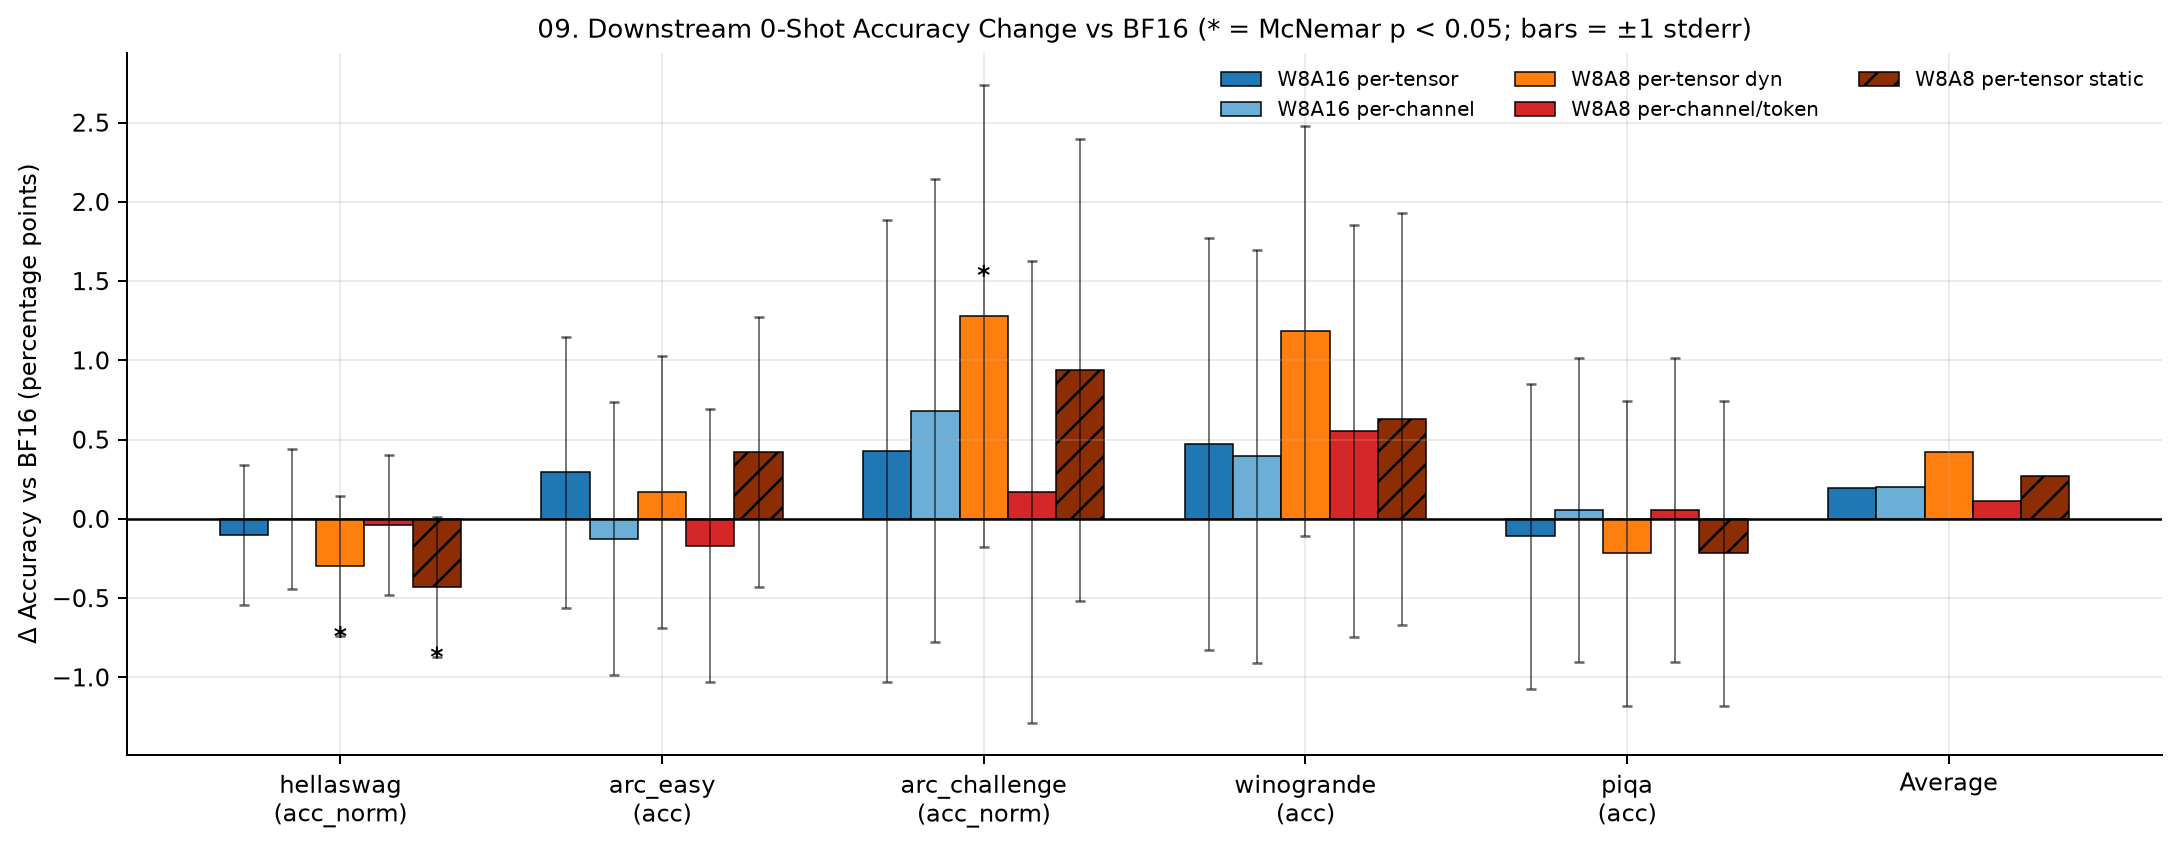 09. Downstream 0-Shot Accuracy Change vs BF16 (* = McNemar p < 0.05; bars = ±1 stderr)
W8A16 per-tensor
W8A16 per-channel
W8A8 per-tensor dyn
W8A8 per-channel/token
W8A8 per-tensor static
Δ Accuracy vs BF16 (percentage points)
2.5
2.0
1.5
1.0
0.5
0.0
−0.5
−1.0
*
*
*
hellaswag
(acc_norm)
arc_easy
(acc)
arc_challenge
(acc_norm)
winogrande
(acc)
piqa
(acc)
Average